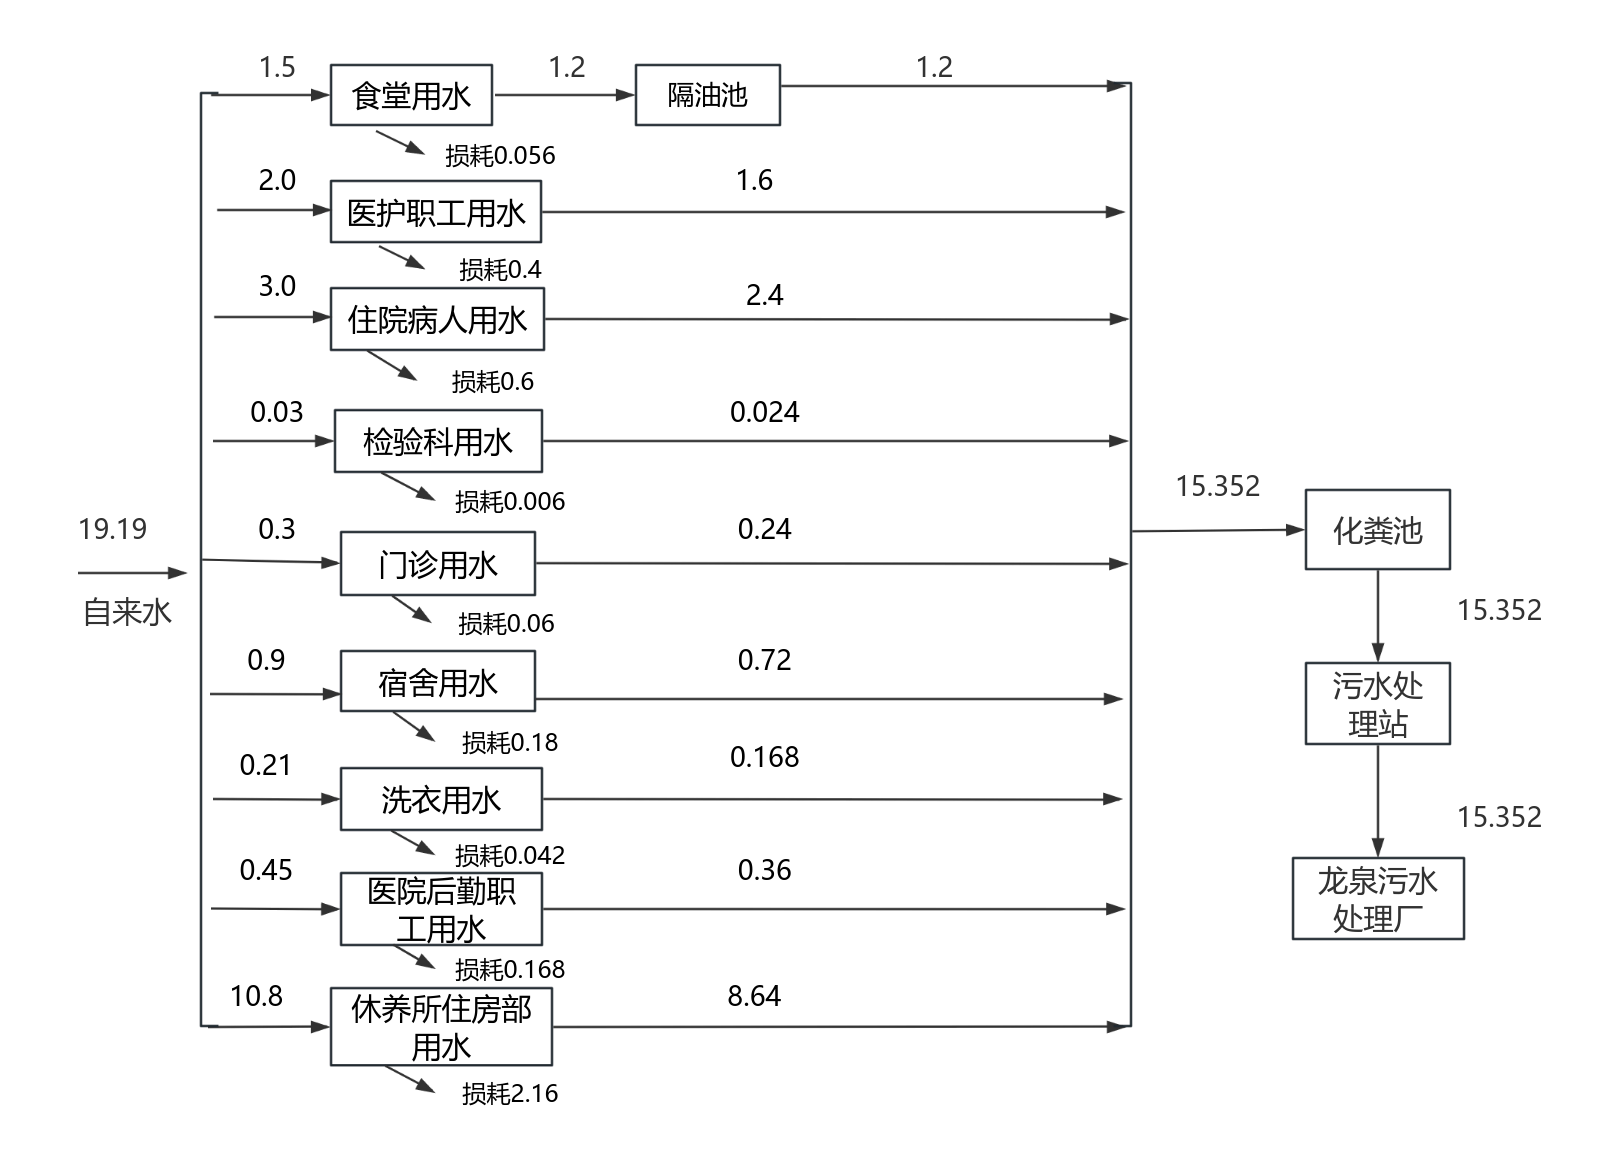 1.5
食堂用水
1.2
隔油池
1.2
损耗0.056
2.0
医护职工用水
1.6
损耗0.4
3.0
住院病人用水
2.4
损耗0.6
0.03
检验科用水
0.024
损耗0.006
19.19
自来水
0.3
门诊用水
0.24
损耗0.06
0.9
宿舍用水
0.72
损耗0.18
0.21
洗衣用水
0.168
损耗0.042
0.45
医院后勤职
工用水
0.36
损耗0.168
10.8
休养所住房部
用水
8.64
损耗2.16
15.352
化粪池
15.352
污水处
理站
15.352
龙泉污水
处理厂